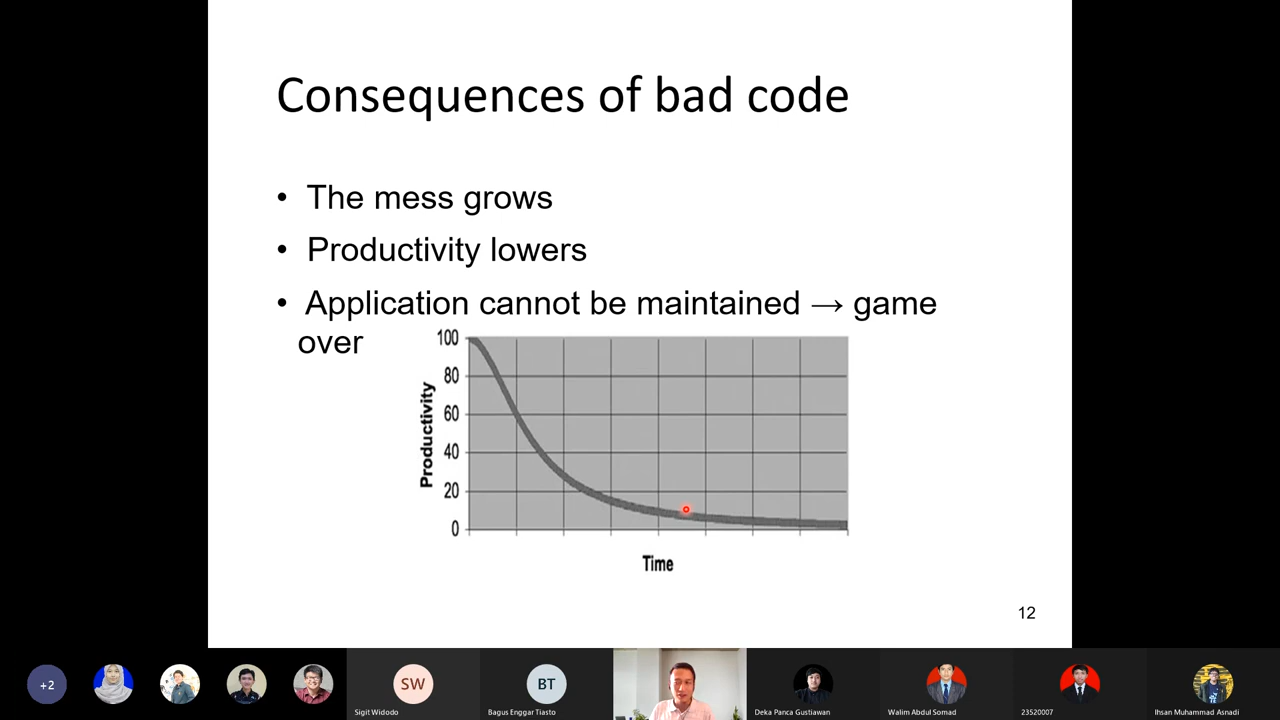 Consequences of bad code
• The mess grows
• Productivity lowers
• Application cannot be maintained → game
over
100
80
60
40
20
0
Productivity
Time
12
+2
SW
Sigit Widodo
BT
Bagus Enggar Tiasto
Deka Panca Gustiawan
Walim Abdul Somad
23520007
Ihsan Muhammad Asnadi